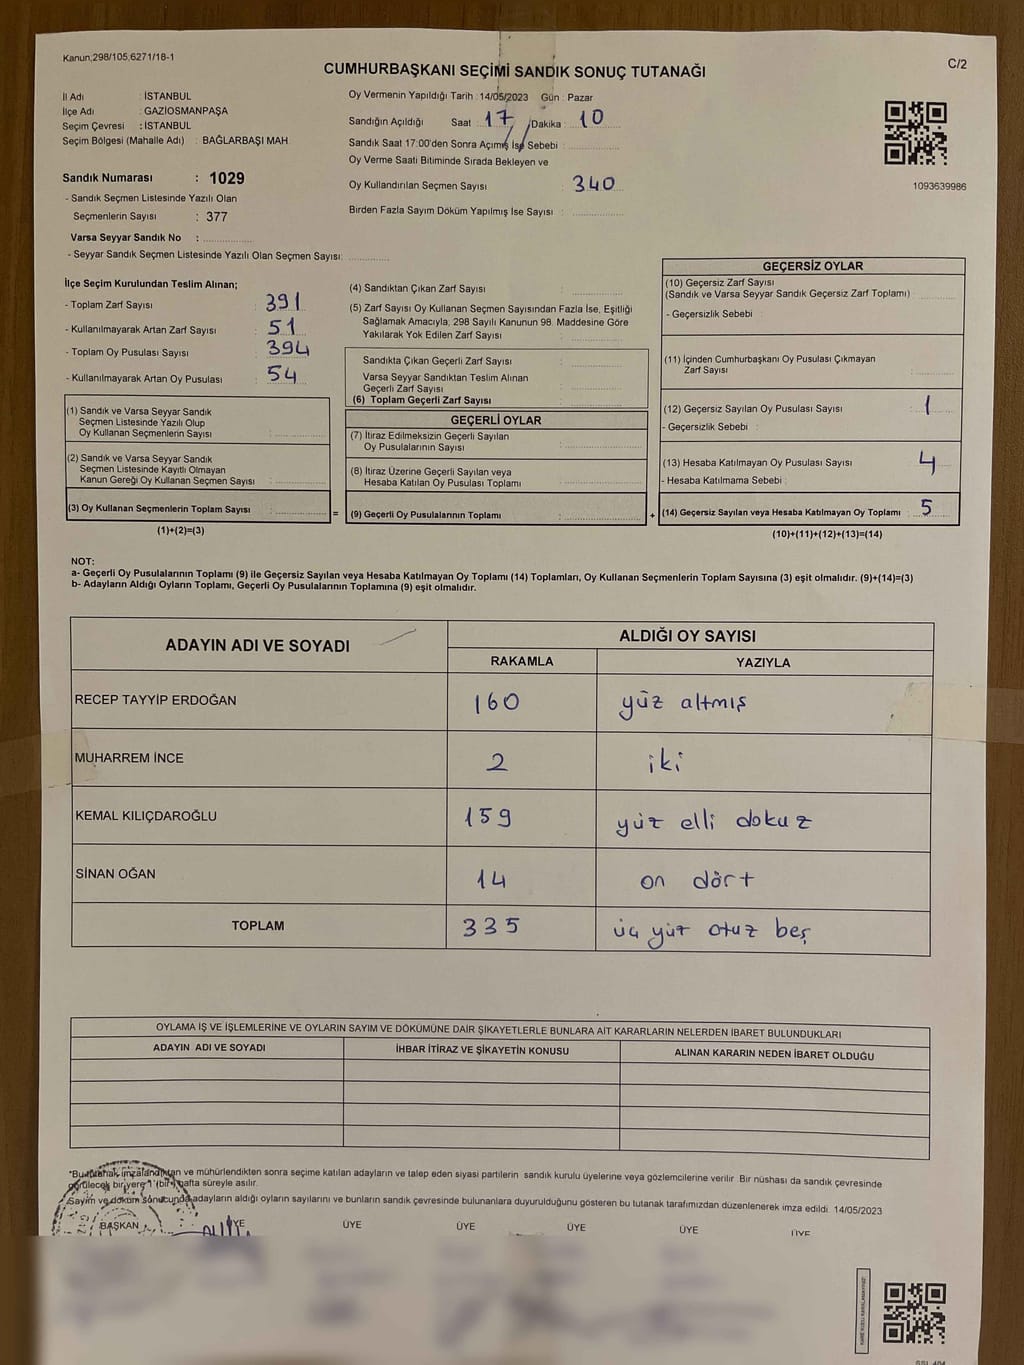 Kanun;298/105;6271/18-1
C/2
CUMHURBAŞKANI SEÇİMİ SANDIK SONUÇ TUTANAĞI
İl Adı : İSTANBUL
İlçe Adı : GAZİOSMANPAŞA
Seçim Çevresi : İSTANBUL
Seçim Bölgesi (Mahalle Adı) : BAĞLARBAŞI MAH
Sandık Numarası : 1029
- Sandık Seçmen Listesinde Yazılı Olan
Seçmenlerin Sayısı : 377
Varsa Seyyar Sandık No :
- Seyyar Sandık Seçmen Listesinde Yazılı Olan Seçmen Sayısı:
Oy Vermenin Yapıldığı Tarih : 14/05/2023 Gün : Pazar
Sandığın Açıldığı Saat : 17 Dakika : 10
Sandık Saat 17:00'den Sonra Açımış İse Sebebi :
Oy Verme Saati Bitiminde Sırada Bekleyen ve
Oy Kullandırılan Seçmen Sayısı : 340
Birden Fazla Sayım Döküm Yapılmış İse Sayısı :
1093639986
İlçe Seçim Kurulundan Teslim Alınan;
- Toplam Zarf Sayısı : 391
- Kullanılmayarak Artan Zarf Sayısı : 51
- Toplam Oy Pusulası Sayısı : 394
- Kullanılmayarak Artan Oy Pusulası : 54
(1) Sandık ve Varsa Seyyar Sandık
Seçmen Listesinde Yazılı Olup
Oy Kullanan Seçmenlerin Sayısı :
(2) Sandık ve Varsa Seyyar Sandık
Seçmen Listesinde Kayıtlı Olmayan
Kanun Gereği Oy Kullanan Seçmen Sayısı :
(3) Oy Kullanan Seçmenlerin Toplam Sayısı :
(1)+(2)=(3)
=
(4) Sandıktan Çıkan Zarf Sayısı :
(5) Zarf Sayısı Oy Kullanan Seçmen Sayısından Fazla İse, Eşitliği
Sağlamak Amacıyla; 298 Sayılı Kanunun 98. Maddesine Göre
Yakılarak Yok Edilen Zarf Sayısı :
Sandıkta Çıkan Geçerli Zarf Sayısı :
Varsa Seyyar Sandıktan Teslim Alınan
Geçerli Zarf Sayısı :
(6) Toplam Geçerli Zarf Sayısı :
GEÇERLİ OYLAR
(7) İtiraz Edilmeksizin Geçerli Sayılan
Oy Pusulalarının Sayısı :
(8) İtiraz Üzerine Geçerli Sayılan veya
Hesaba Katılan Oy Pusulası Toplamı :
(9) Geçerli Oy Pusulalarının Toplamı :
+
GEÇERSİZ OYLAR
(10) Geçersiz Zarf Sayısı
(Sandık ve Varsa Seyyar Sandık Geçersiz Zarf Toplamı) :
- Geçersizlik Sebebi :
(11) İçinden Cumhurbaşkanı Oy Pusulası Çıkmayan
Zarf Sayısı :
(12) Geçersiz Sayılan Oy Pusulası Sayısı : 1
- Geçersizlik Sebebi :
(13) Hesaba Katılmayan Oy Pusulası Sayısı : 4
- Hesaba Katılmama Sebebi :
(14) Geçersiz Sayılan veya Hesaba Katılmayan Oy Toplamı : 5
(10)+(11)+(12)+(13)=(14)
NOT:
a- Geçerli Oy Pusulalarının Toplamı (9) ile Geçersiz Sayılan veya Hesaba Katılmayan Oy Toplamı (14) Toplamları, Oy Kullanan Seçmenlerin Toplam Sayısına (3) eşit olmalıdır. (9)+(14)=(3)
b- Adayların Aldığı Oyların Toplamı, Geçerli Oy Pusulalarının Toplamına (9) eşit olmalıdır.
ADAYIN ADI VE SOYADI ALDIĞI OY SAYISI
RAKAMLA YAZIYLA
RECEP TAYYİP ERDOĞAN 160 yüz altmış
MUHARREM İNCE 2 iki
KEMAL KILIÇDAROĞLU 159 yüz elli dokuz
SİNAN OĞAN 14 on dört
TOPLAM 335 üç yüz otuz beş
OYLAMA İŞ VE İŞLEMLERİNE VE OYLARIN SAYIM VE DÖKÜMÜNE DAİR ŞİKAYETLERLE BUNLARA AİT KARARLARIN NELERDEN İBARET BULUNDUKLARI
ADAYIN ADI VE SOYADI İHBAR İTİRAZ VE ŞİKAYETİN KONUSU ALINAN KARARIN NEDEN İBARET OLDUĞU
*Bu tutanak imzalandıktan ve mühürlendikten sonra seçime katılan adayların ve talep eden siyasi partilerin sandık kurulu üyelerine veya gözlemcilerine verilir. Bir nüshası da sandık çevresinde
görülecek bir yere 1 (bir) hafta süreyle asılır.
Sayım ve döküm sonucunda adayların aldığı oyların sayılarını ve bunların sandık çevresinde bulunanlara duyurulduğunu gösteren bu tutanak tarafımızdan düzenlenerek imza edildi. 14/05/2023
BAŞKAN ÜYE ÜYE ÜYE ÜYE ÜYE ÜYE